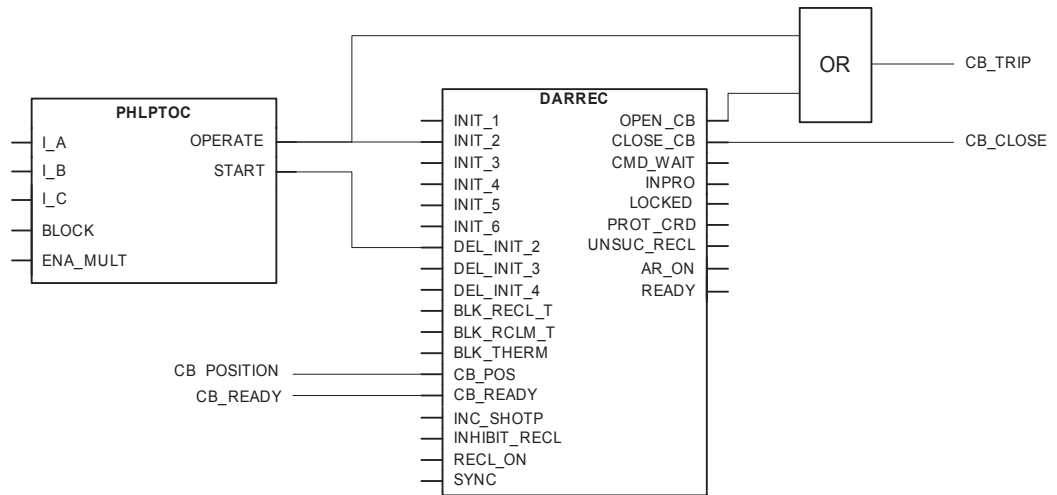 PHLPTOC
I_A
I_B
I_C
BLOCK
ENA_MULT
OPERATE
START
DARREC
INIT_1
INIT_2
INIT_3
INIT_4
INIT_5
INIT_6
DEL_INIT_2
DEL_INIT_3
DEL_INIT_4
BLK_RECL_T
BLK_RCLM_T
BLK_THERM
CB_POS
CB_READY
INC_SHOTP
INHIBIT_RECL
RECL_ON
SYNC
OPEN_CB
CLOSE_CB
CMD_WAIT
INPRO
LOCKED
PROT_CRD
UNSUC_RECL
AR_ON
READY
CB_POSITION
CB_READY
OR
CB_TRIP
CB_CLOSE